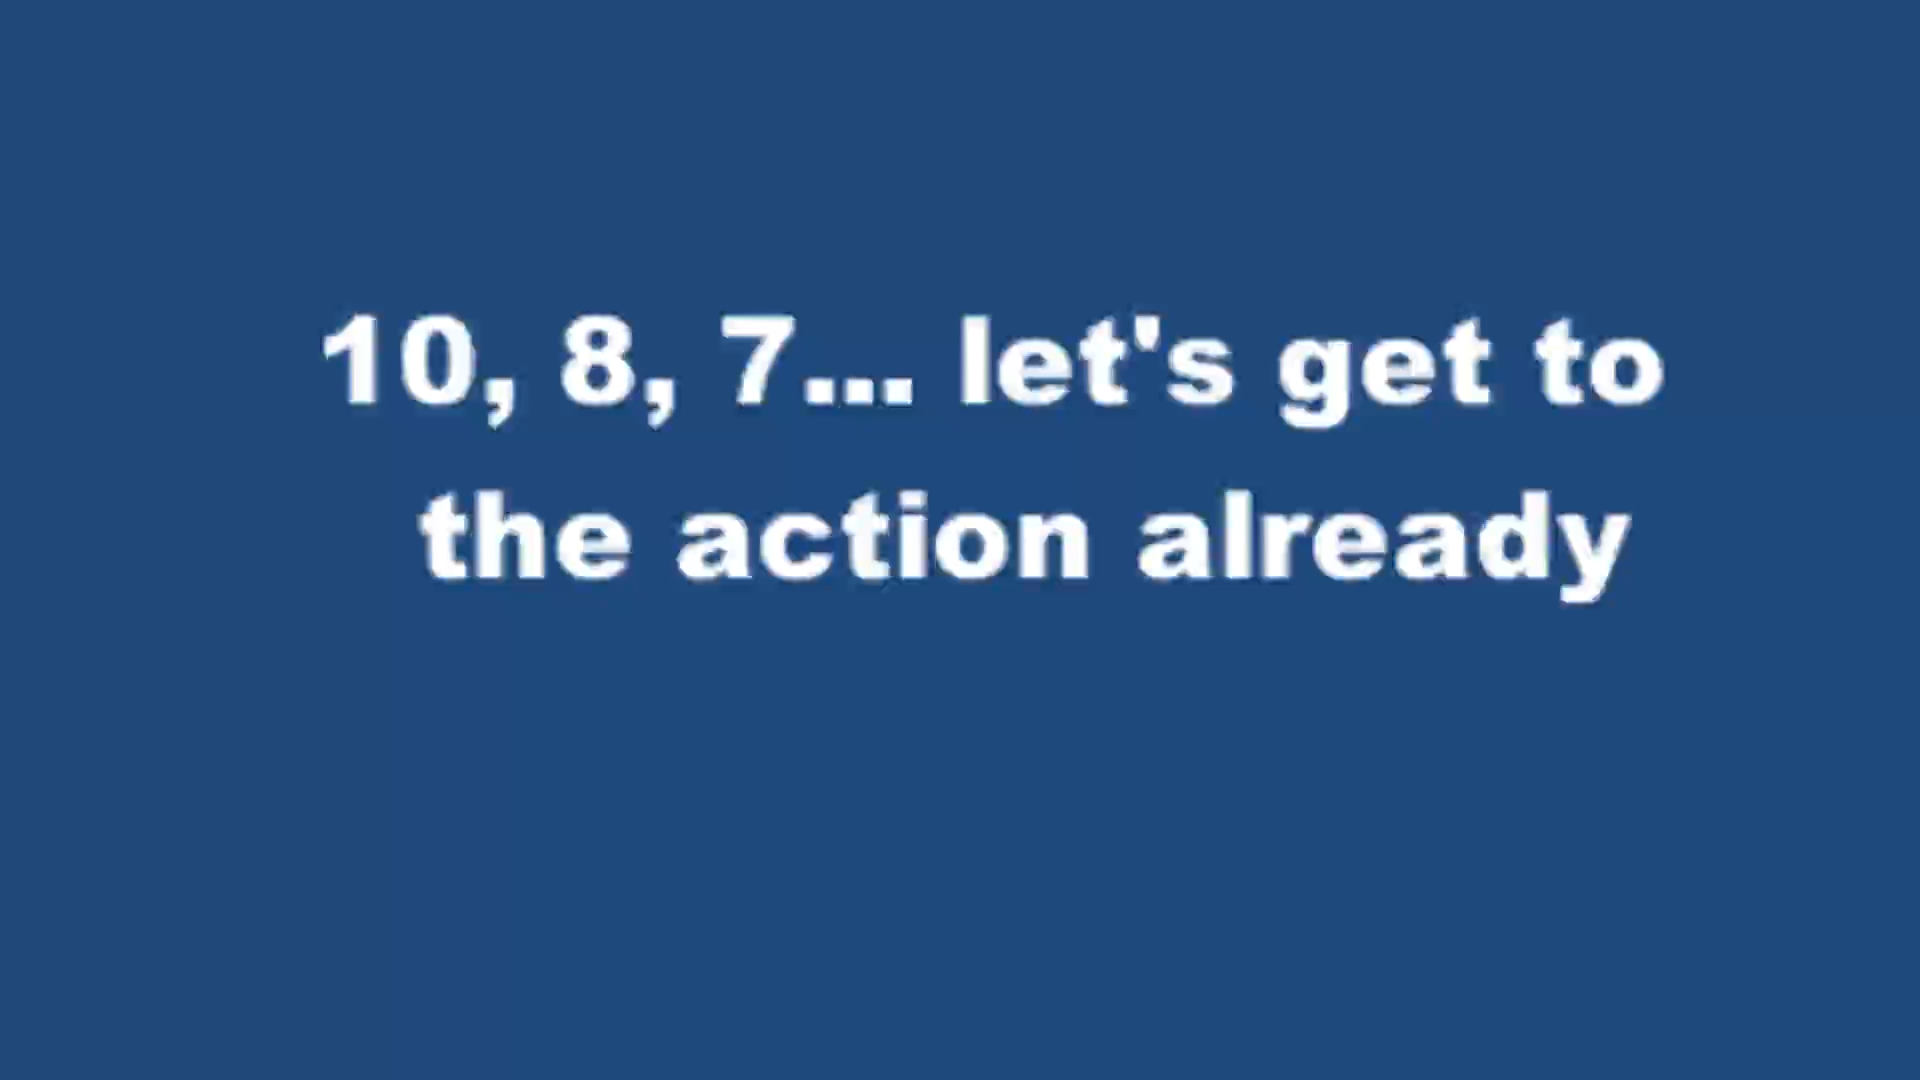 10, 8, 7... let's get to
the action already